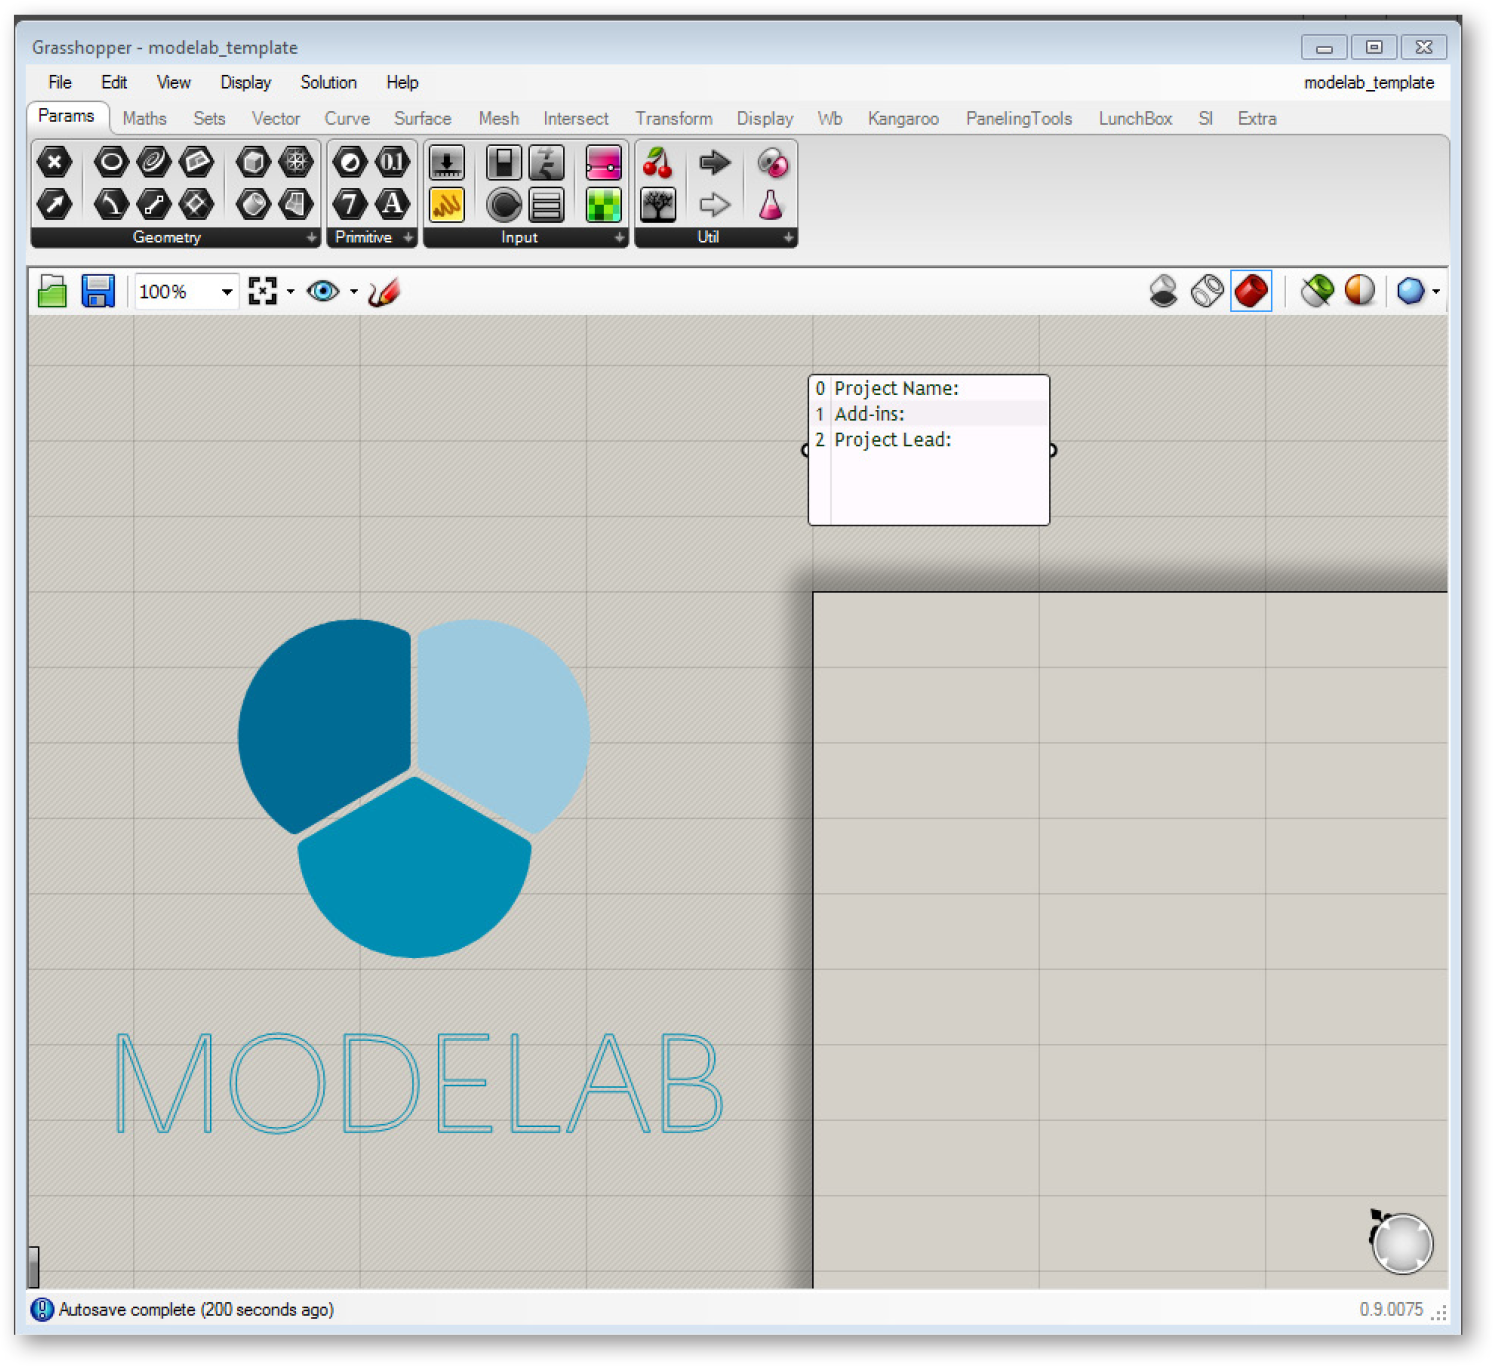 Grasshopper - modelab_template
File Edit View Display Solution Help modelab_template
Params Maths Sets Vector Curve Surface Mesh Intersect Transform Display Wb Kangaroo PanelingTools LunchBox SI Extra
0.1
7 A
Geometry Primitive Input Util
100%
0 Project Name:
1 Add-ins:
2 Project Lead:
MODELAB
Autosave complete (200 seconds ago) 0.9.0075